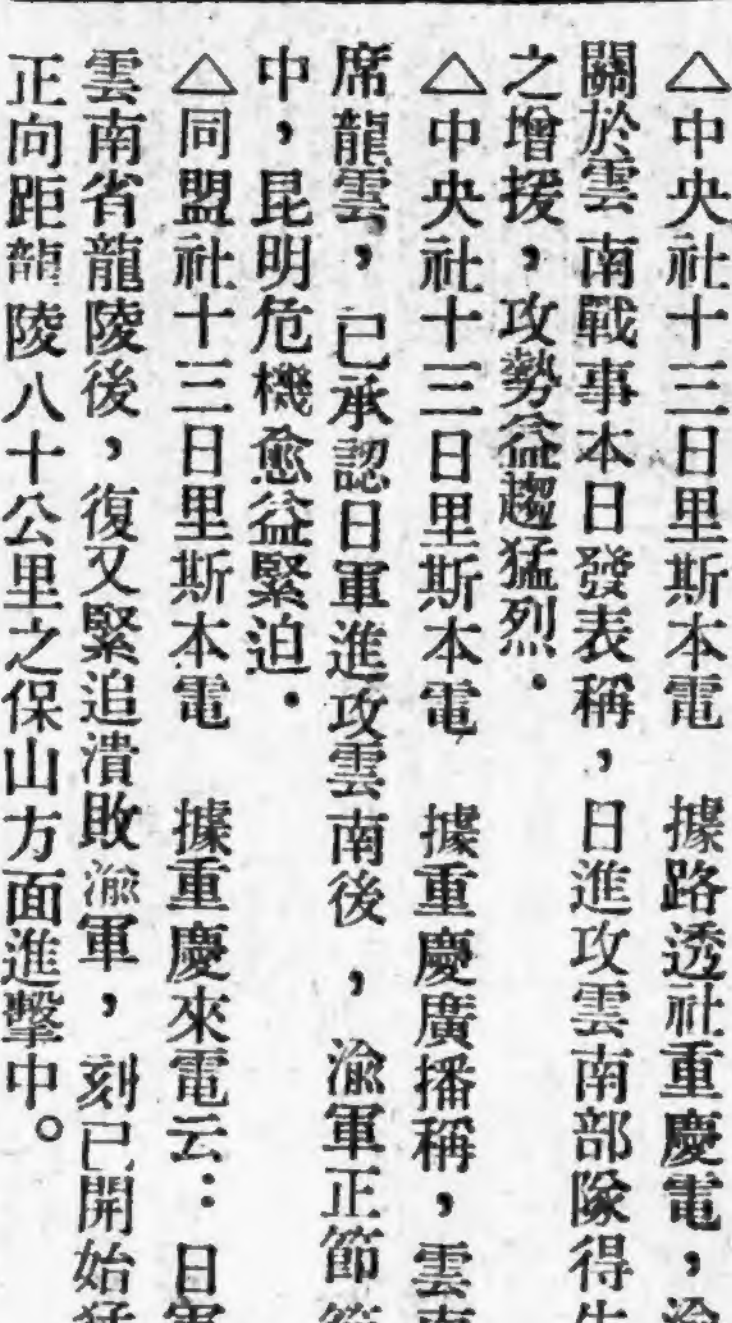 △中央社十三日里斯本電　據路透社重慶電，渝
關於雲南戰事本日發表稱，日進攻雲南部隊得
之增援，攻勢益趨猛烈．
△中央社十三日里斯本電　據重慶廣播稱，雲南
席龍雲，已承認日軍進攻雲南後，渝軍正節節
中，昆明危機愈益緊迫．
△同盟社十三日里斯本電　據重慶來電云：日軍
雲南省龍陵後，復又緊追潰敗渝軍，刻已開始猛
正向距龍陵八十公里之保山方面進擊中。